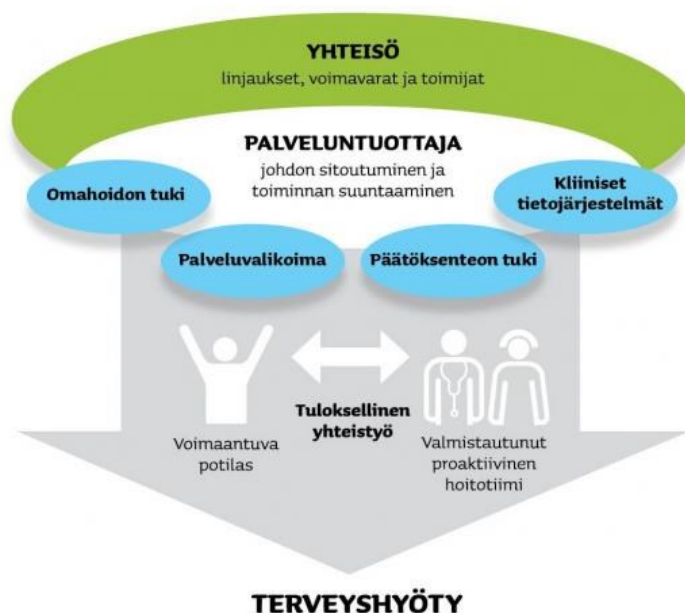 YHTEISÖ
linjaukset, voimavarat ja toimijat
PALVELUNTUOTTAJA
johdon sitoutuminen ja
toiminnan suuntaaminen
Omahoidon tuki
Kliiniset
tietojärjestelmät
Palveluvalikoima
Päätöksenteon tuki
Tuloksellinen
yhteistyö
Voimaantuva
potilas
Valmistautunut
proaktiivinen
hoitotiimi
TERVEYSHYÖTY